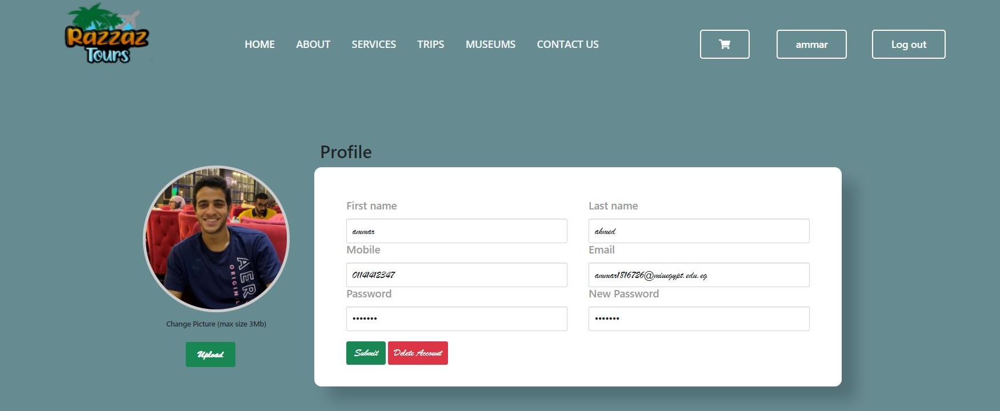 Razzaz
Tours
HOME ABOUT SERVICES TRIPS MUSEUMS CONTACT US ammar Log out
Profile
First name Last name
ammar ahmed
Mobile Email
01141412347 ammar1816726@miuegypt.edu.eg
Password New Password
••••••• •••••••
Submit Delete Account
AER
ORIGINAL
Change Picture (max size 3Mb)
Upload